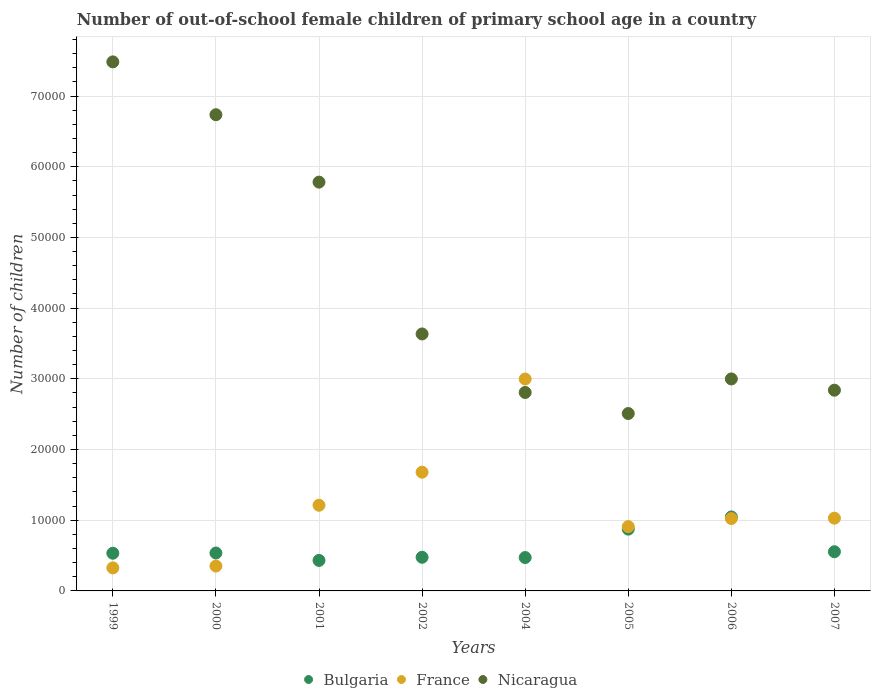 Number of out-of-school female children of primary school age in a country
Number of children
70000
60000
50000
40000
30000
20000
10000
0
1999
2000
2001
2002
2004
2005
2006
2007
Years
Bulgaria
France
Nicaragua